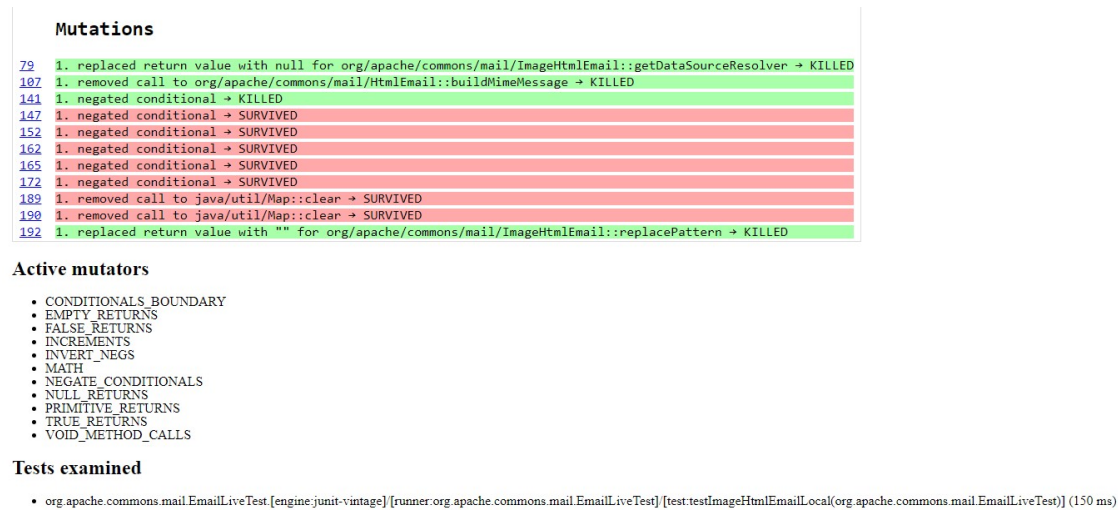 Mutations
79 1. replaced return value with null for org/apache/commons/mail/ImageHtmlEmail::getDataSourceResolver → KILLED
107 1. removed call to org/apache/commons/mail/HtmlEmail::buildMimeMessage → KILLED
141 1. negated conditional → KILLED
147 1. negated conditional → SURVIVED
152 1. negated conditional → SURVIVED
162 1. negated conditional → SURVIVED
165 1. negated conditional → SURVIVED
172 1. negated conditional → SURVIVED
189 1. removed call to java/util/Map::clear → SURVIVED
190 1. removed call to java/util/Map::clear → SURVIVED
192 1. replaced return value with "" for org/apache/commons/mail/ImageHtmlEmail::replacePattern → KILLED
Active mutators
• CONDITIONALS_BOUNDARY
• EMPTY_RETURNS
• FALSE_RETURNS
• INCREMENTS
• INVERT_NEGS
• MATH
• NEGATE_CONDITIONALS
• NULL_RETURNS
• PRIMITIVE_RETURNS
• TRUE_RETURNS
• VOID_METHOD_CALLS
Tests examined
• org.apache.commons.mail.EmailLiveTest.[engine:junit-vintage]/[runner:org.apache.commons.mail.EmailLiveTest]/[test:testImageHtmlEmailLocal(org.apache.commons.mail.EmailLiveTest)] (150 ms)